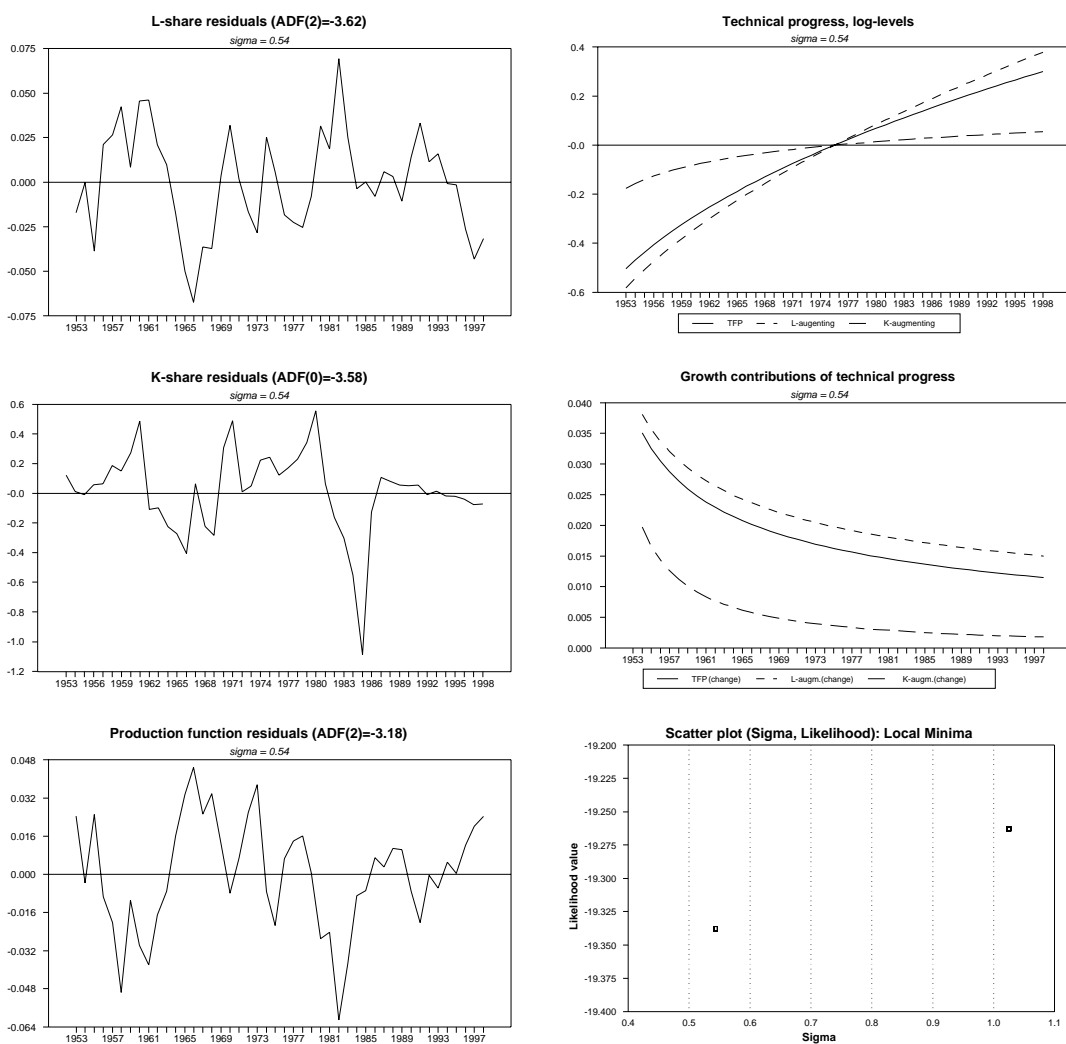 L-share residuals (ADF(2)=-3.62)
sigma = 0.54
0.075
0.050
0.025
0.000
-0.025
-0.050
-0.075
1953 1957 1961 1965 1969 1973 1977 1981 1985 1989 1993 1997
Technical progress, log-levels
sigma = 0.54
0.4
0.2
-0.0
-0.2
-0.4
-0.6
1953 1956 1959 1962 1965 1968 1971 1974 1977 1980 1983 1986 1989 1992 1995 1998
TFP L-augenting K-augmenting
K-share residuals (ADF(0)=-3.58)
sigma = 0.54
0.6
0.4
0.2
-0.0
-0.2
-0.4
-0.6
-0.8
-1.0
-1.2
1953 1956 1959 1962 1965 1968 1971 1974 1977 1980 1983 1986 1989 1992 1995 1998
Growth contributions of technical progress
sigma = 0.54
0.040
0.035
0.030
0.025
0.020
0.015
0.010
0.005
0.000
1953 1957 1961 1965 1969 1973 1977 1981 1985 1989 1993 1997
TFP (change) L-augm.(change) K-augm.(change)
Production function residuals (ADF(2)=-3.18)
sigma = 0.54
0.048
0.032
0.016
0.000
-0.016
-0.032
-0.048
-0.064
1953 1957 1961 1965 1969 1973 1977 1981 1985 1989 1993 1997
Scatter plot (Sigma, Likelihood): Local Minima
Likelihood value
-19.200
-19.225
-19.250
-19.275
-19.300
-19.325
-19.350
-19.375
-19.400
0.4 0.5 0.6 0.7 0.8 0.9 1.0 1.1
Sigma